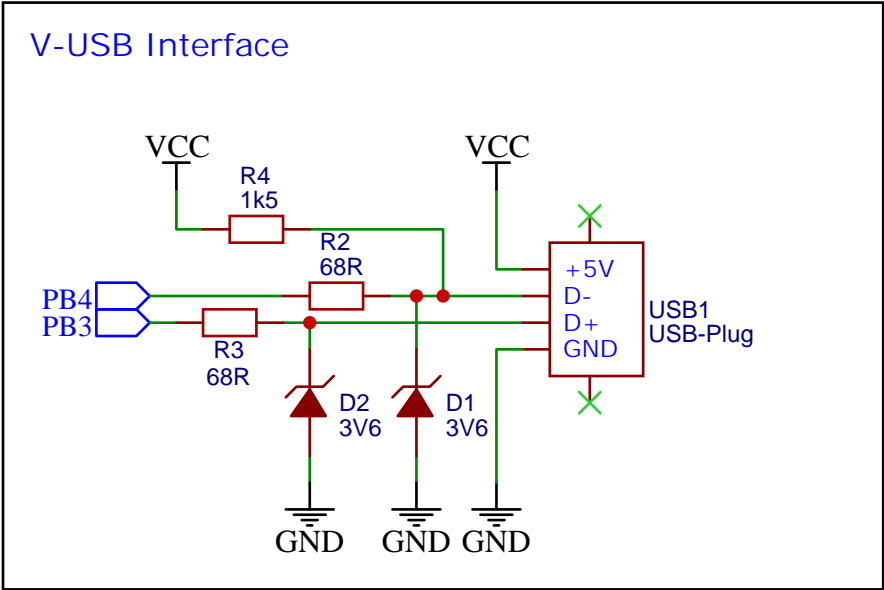 V-USB Interface
VCC
VCC
R4
1k5
R2
68R
PB4
PB3
R3
68R
+5V
D-
D+
GND
USB1
USB-Plug
D2
3V6
D1
3V6
GND
GND
GND